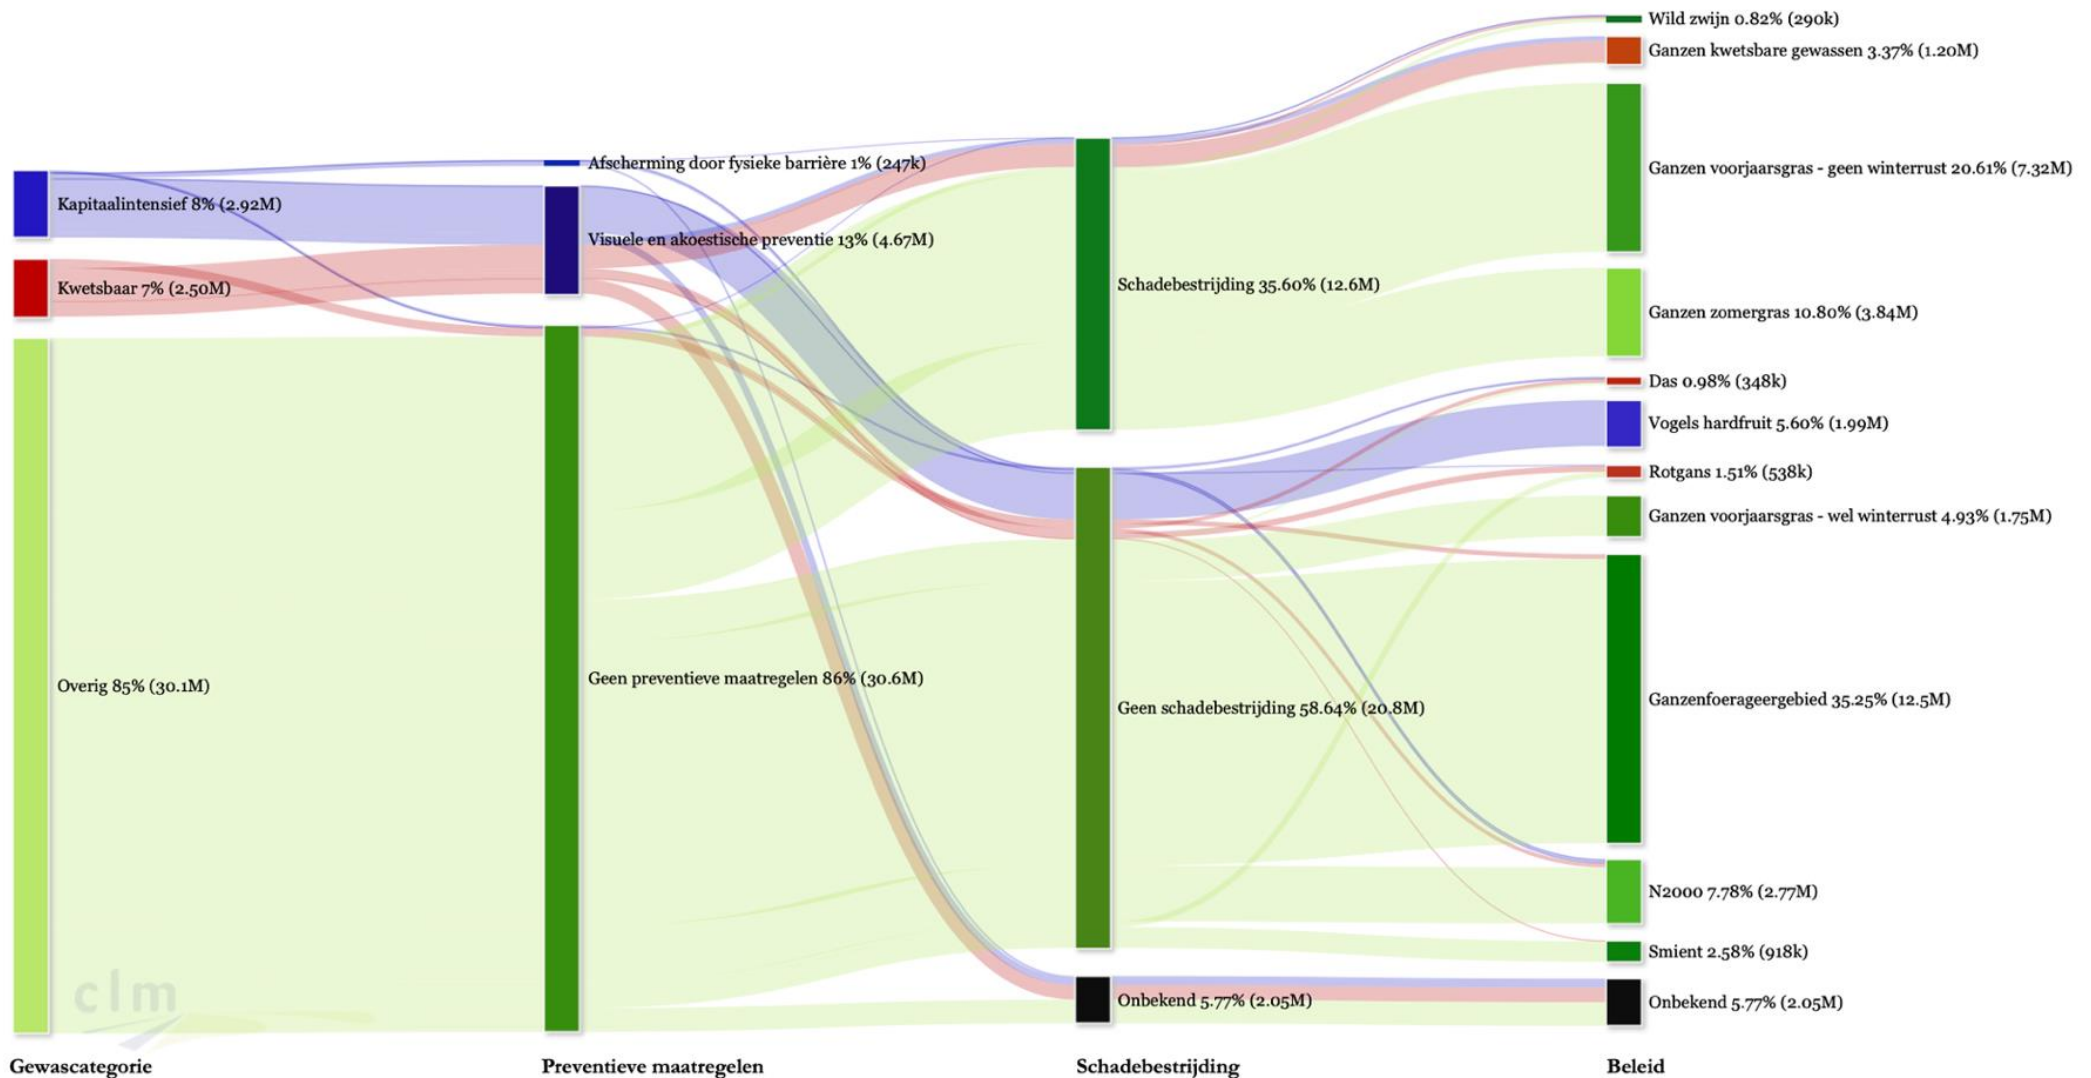 Kapitaalintensief 8% (2.92M)
Kwetsbaar 7% (2.50M)
Overig 85% (30.1M)
clm
Gewascategorie
Afscherming door fysieke barrière 1% (247k)
Visuele en akoestische preventie 13% (4.67M)
Geen preventieve maatregelen 86% (30.6M)
Preventieve maatregelen
Schadebestrijding 35.60% (12.6M)
Geen schadebestrijding 58.64% (20.8M)
Onbekend 5.77% (2.05M)
Schadebestrijding
Wild zwijn 0.82% (290k)
Ganzen kwetsbare gewassen 3.37% (1.20M)
Ganzen voorjaarsgras - geen winterrust 20.61% (7.32M)
Ganzen zomergras 10.80% (3.84M)
Das 0.98% (348k)
Vogels hardfruit 5.60% (1.99M)
Rotgans 1.51% (538k)
Ganzen voorjaarsgras - wel winterrust 4.93% (1.75M)
Ganzenfoerageergebied 35.25% (12.5M)
N2000 7.78% (2.77M)
Smient 2.58% (918k)
Onbekend 5.77% (2.05M)
Beleid